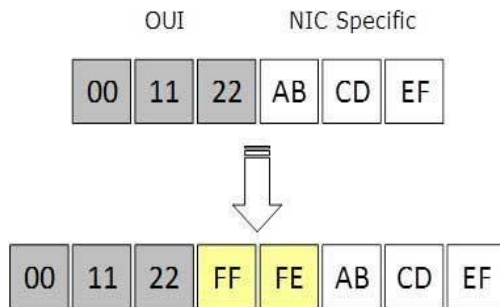 OUI NIC Specific
00 11 22 AB CD EF
00 11 22 FF FE AB CD EF